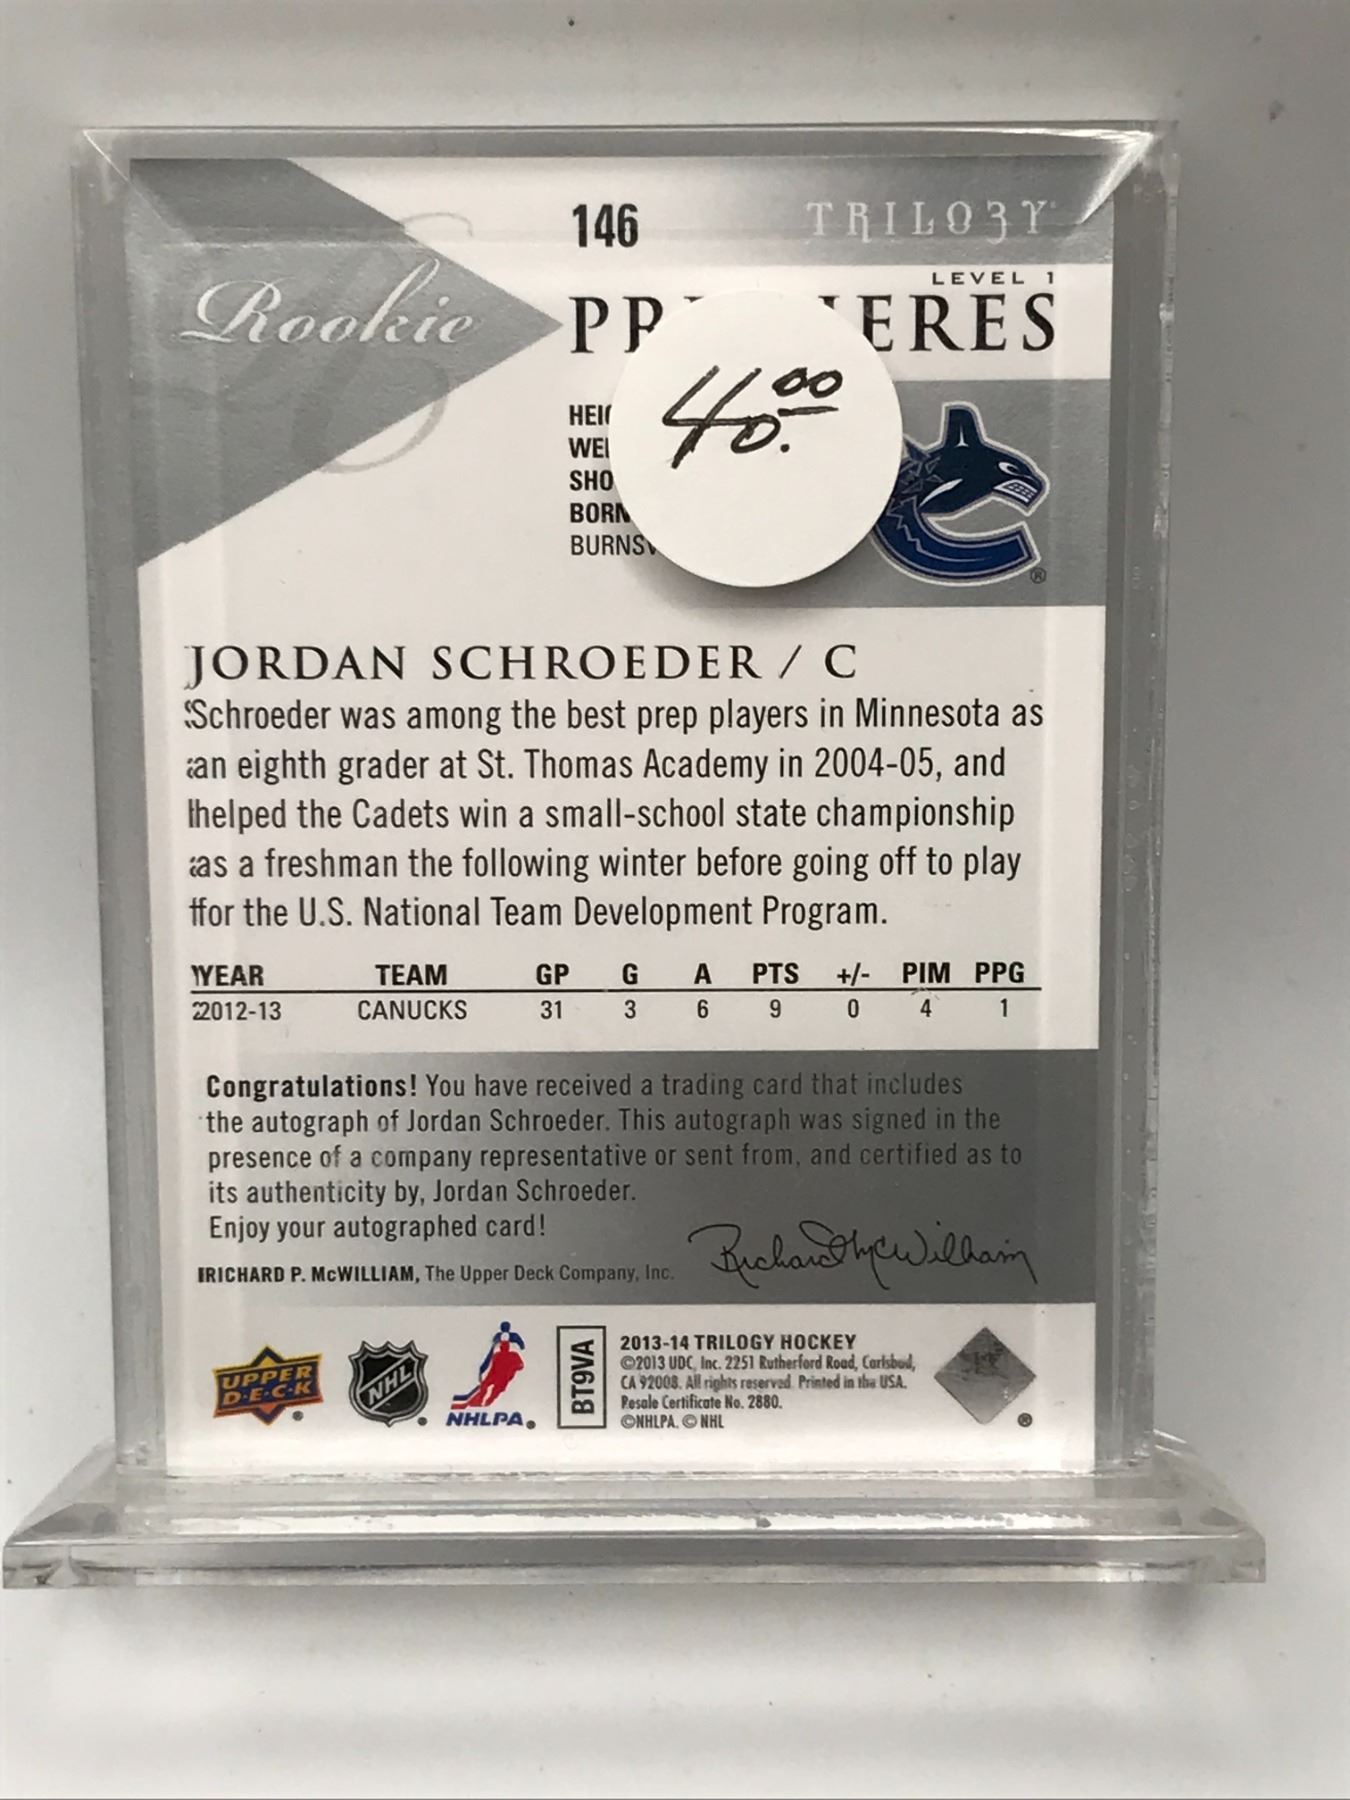 146
TRILOGY
LEVEL 1
Rookie
40.00
BORN
JORDAN SCHROEDER / C
Schroeder was among the best prep players in Minnesota as
an eighth grader at St. Thomas Academy in 2004-05, and
helped the Cadets win a small-school state championship
as a freshman the following winter before going off to play
for the U.S. National Team Development Program.
YEAR TEAM GP G A PTS +/- PIM PPG
2012-13 CANUCKS 31 3 6 9 0 4 1
Congratulations! You have received a trading card that includes
the autograph of Jordan Schroeder. This autograph was signed in the
presence of a company representative or sent from, and certified as to
its authenticity by, Jordan Schroeder.
Enjoy your autographed card!
Richard McWilliam
RICHARD P. McWILLIAM, The Upper Deck Company, Inc.
UPPER
D·E·C·K
NHL
NHLPA®
BT9VA
2013-14 TRILOGY HOCKEY
©2013 UDC, Inc. 2251 Rutherford Road, Carlsbad,
CA 92008. All rights reserved. Printed in the USA.
Resale Certificate No. 2880.
©NHLPA. © NHL